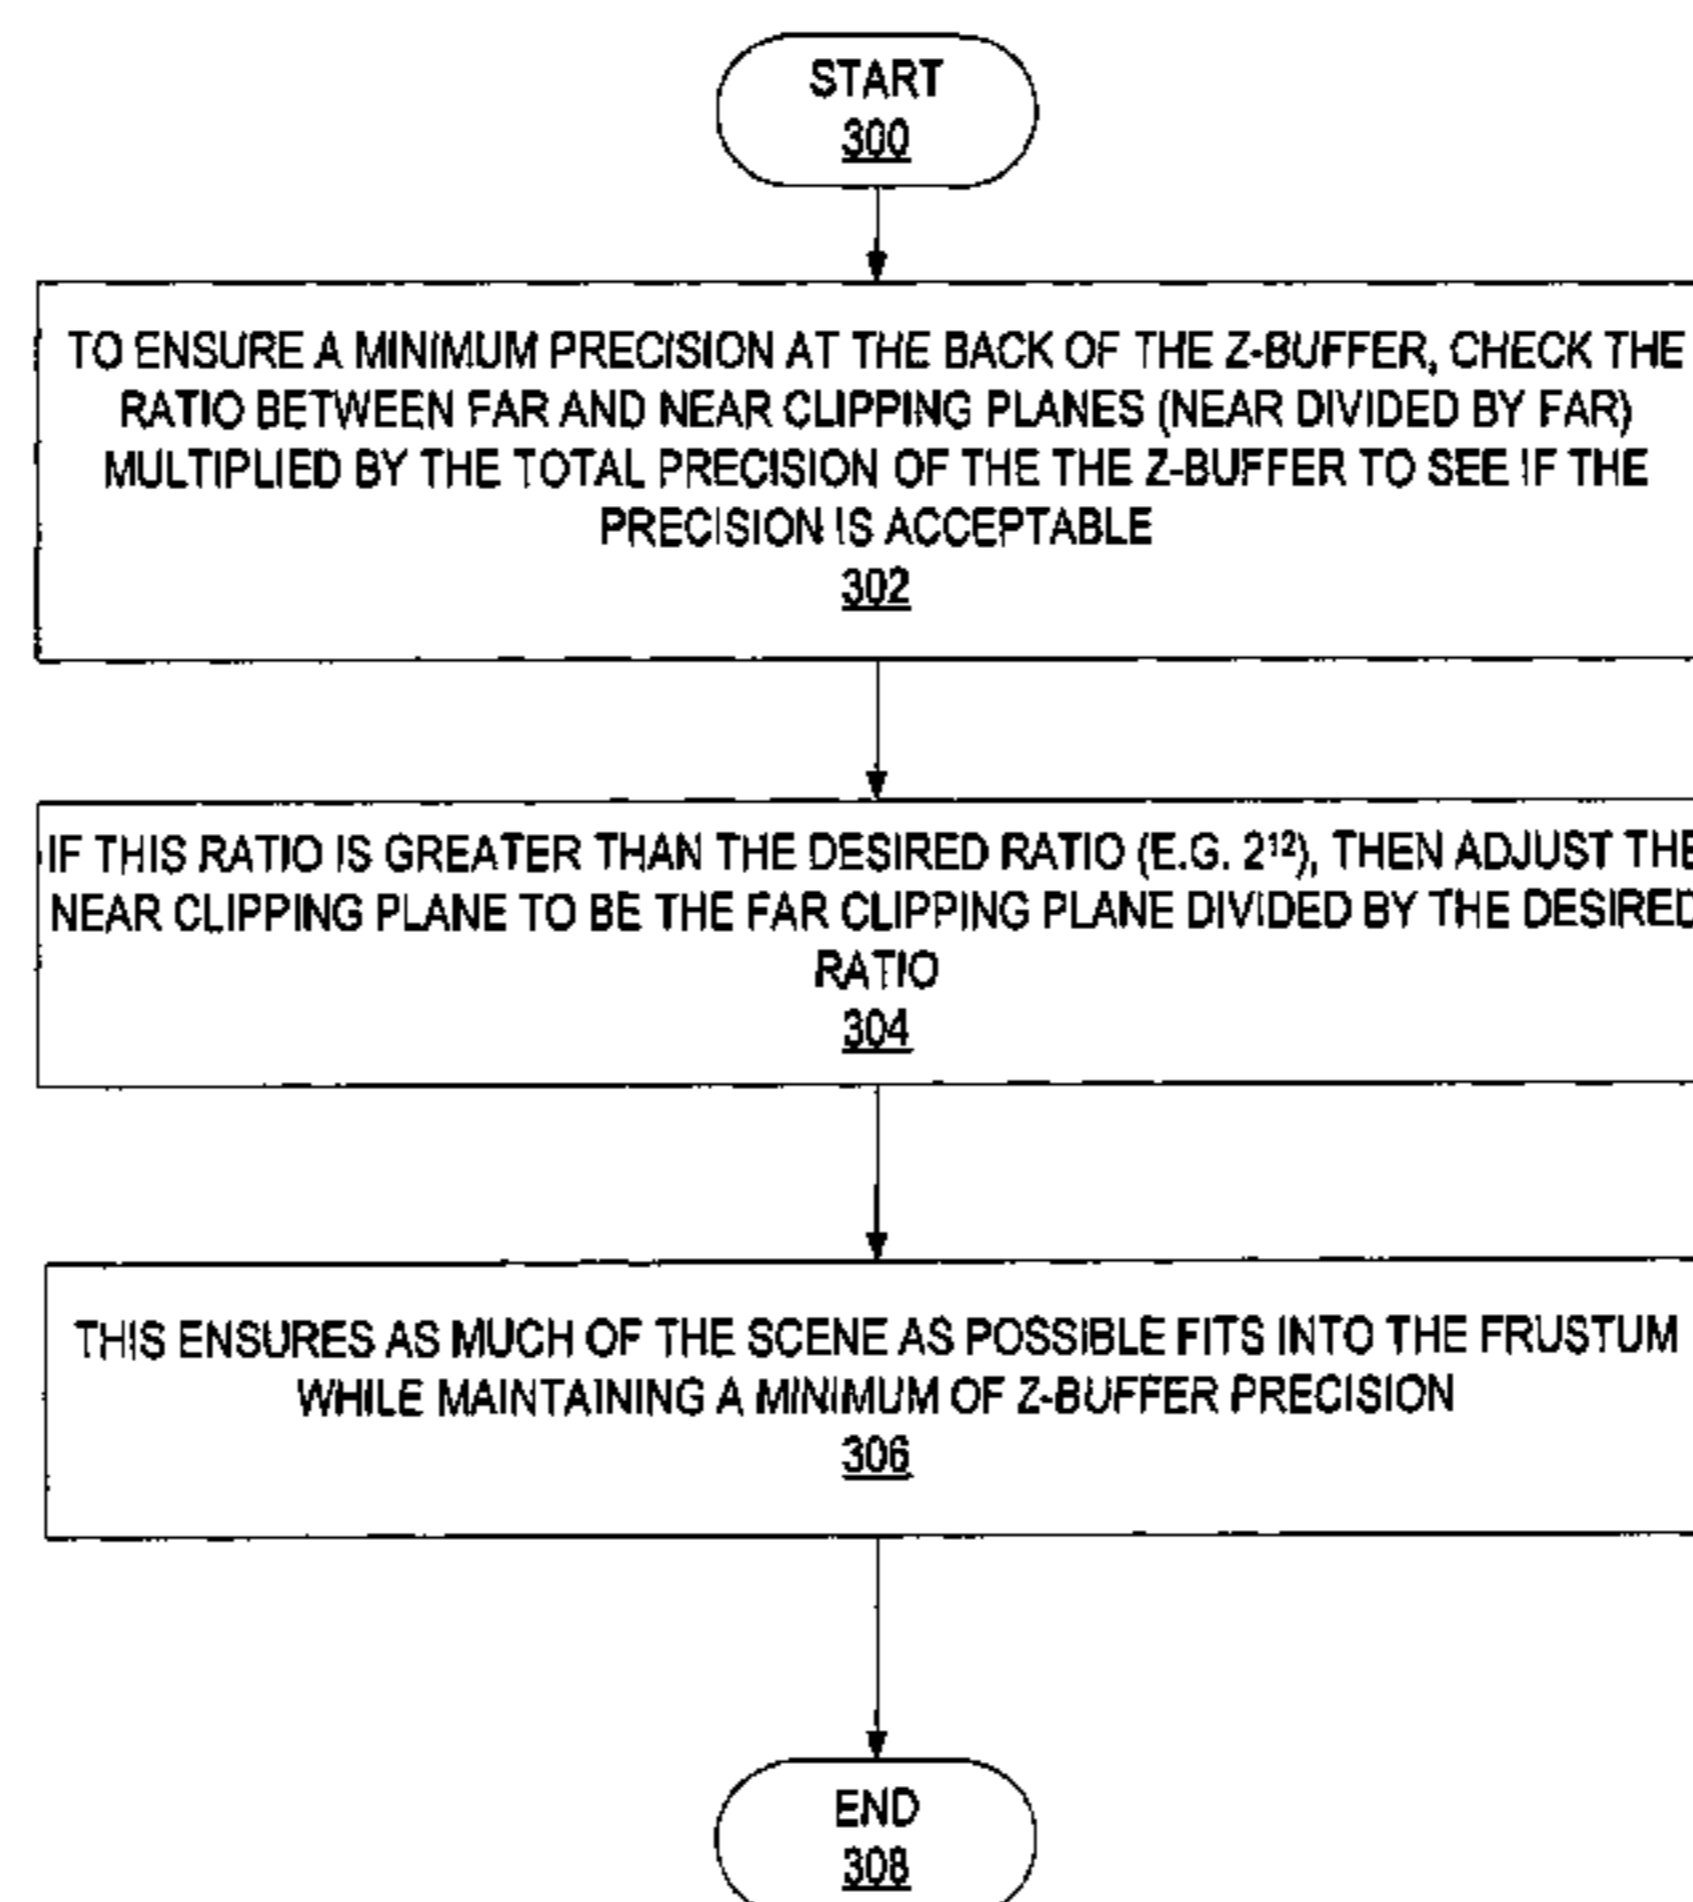 START
300
TO ENSURE A MINIMUM PRECISION AT THE BACK OF THE Z-BUFFER, CHECK THE
RATIO BETWEEN FAR AND NEAR CLIPPING PLANES (NEAR DIVIDED BY FAR)
MULTIPLIED BY THE TOTAL PRECISION OF THE THE Z-BUFFER TO SEE IF THE
PRECISION IS ACCEPTABLE
302
IF THIS RATIO IS GREATER THAN THE DESIRED RATIO (E.G. 2¹²), THEN ADJUST THE
NEAR CLIPPING PLANE TO BE THE FAR CLIPPING PLANE DIVIDED BY THE DESIRED
RATIO
304
THIS ENSURES AS MUCH OF THE SCENE AS POSSIBLE FITS INTO THE FRUSTUM
WHILE MAINTAINING A MINIMUM OF Z-BUFFER PRECISION
306
END
308